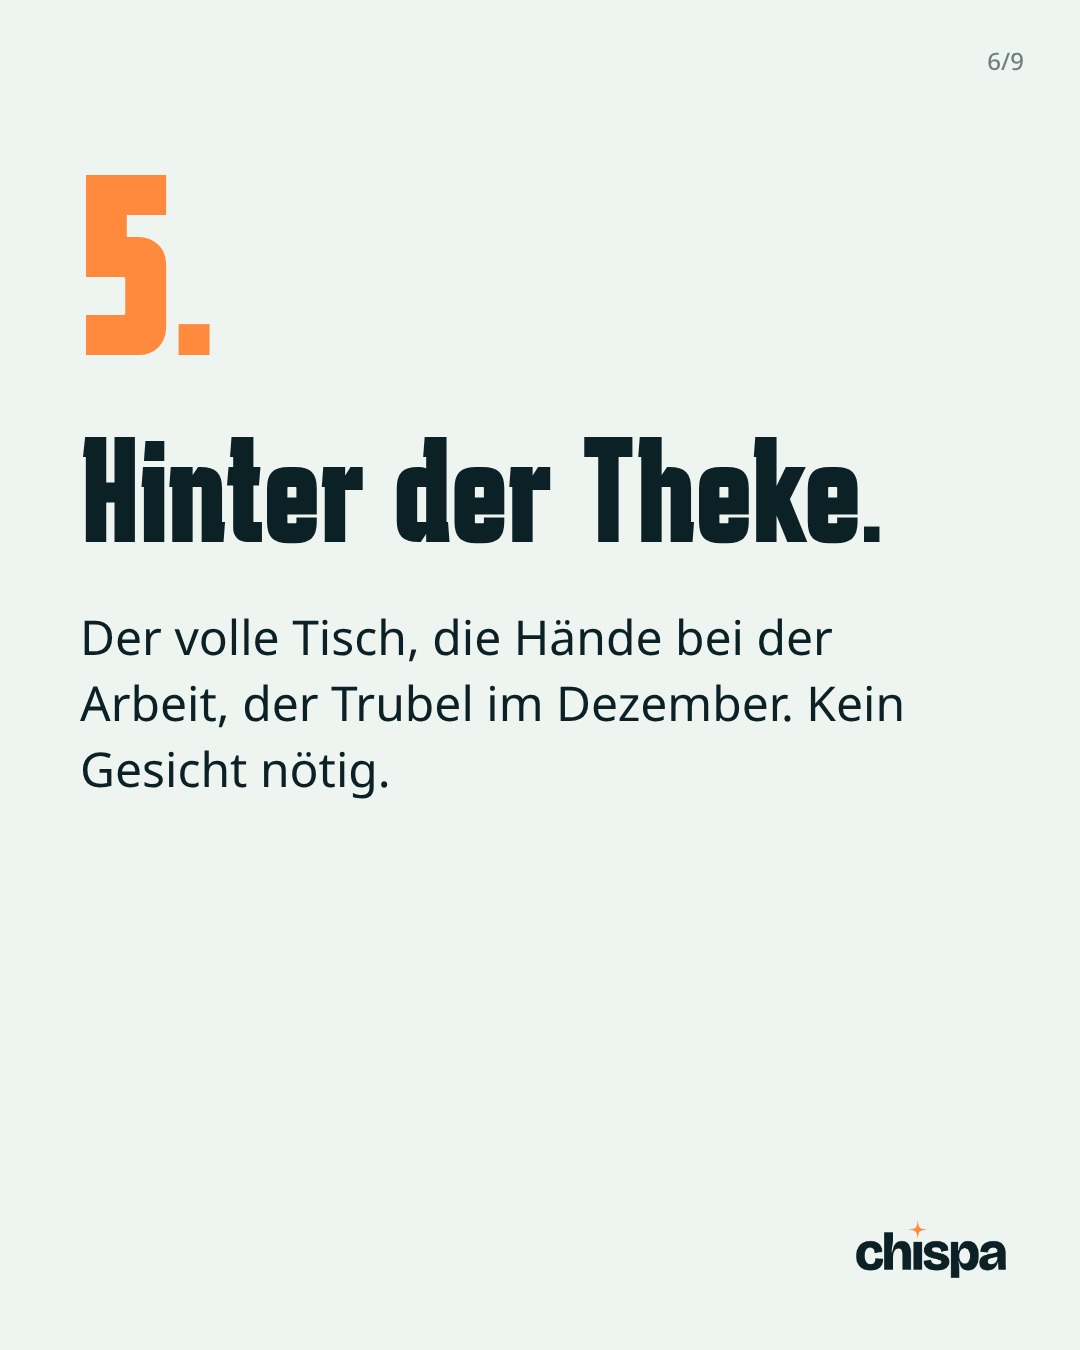 6/9
5.
Hinter der Theke.
Der volle Tisch, die Hände bei der
Arbeit, der Trubel im Dezember. Kein
Gesicht nötig.
chispa